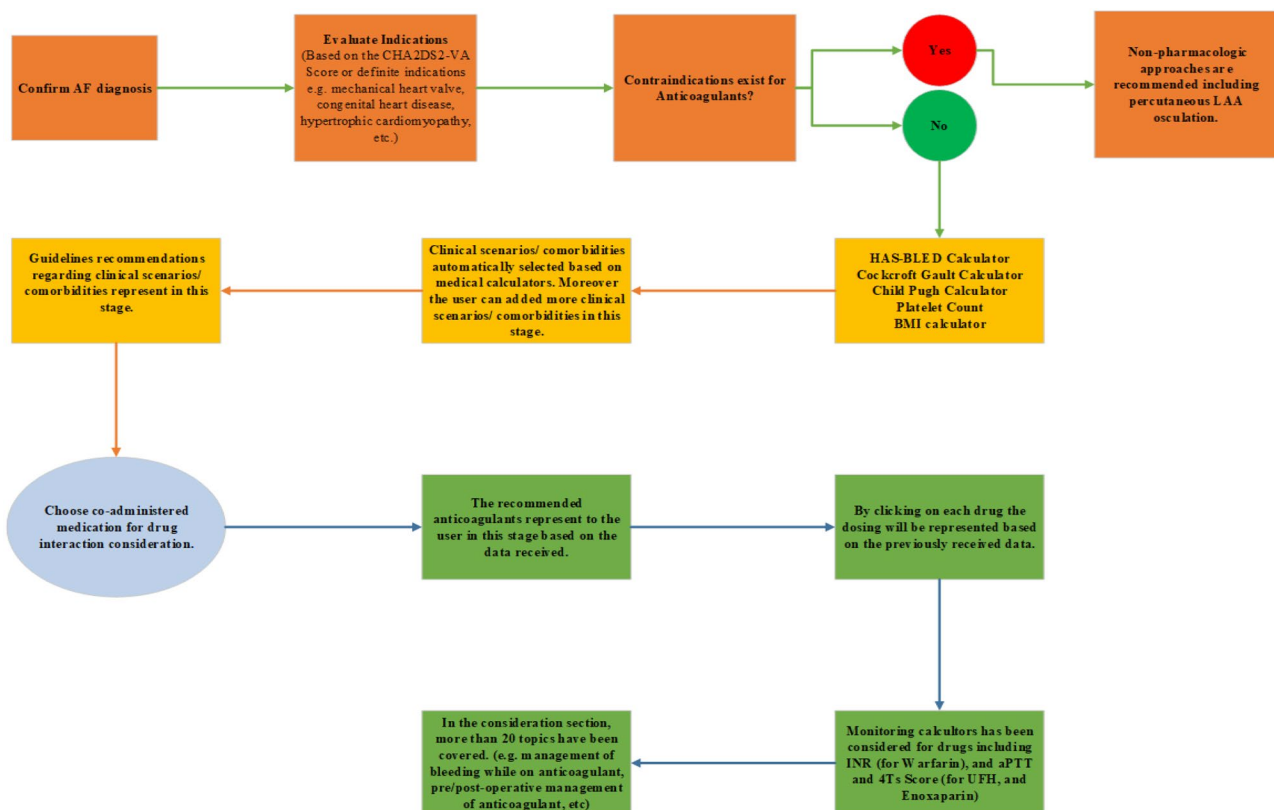 Confirm AF diagnosis
Evaluate Indications
(Based on the CHA2DS2-VA
Score or definite indications
e.g. mechanical heart valve,
congenital heart disease,
hypertrophic cardiomyopathy,
etc.)
Contraindications exist for
Anticoagulants?
Yes
No
Non-pharmacologic
approaches are
recommended including
percutaneous LAA
osculation.
Guidelines recommendations
regarding clinical scenarios/
comorbidities represent in this
stage.
Clinical scenarios/ comorbidities
automatically selected based on
medical calculators. Moreover
the user can added more clinical
scenarios/ comorbidities in this
stage.
HAS-BLED Calculator
Cockcroft Gault Calculator
Child Pugh Calculator
Platelet Count
BMI calculator
Choose co-administered
medication for drug
interaction consideration.
The recommended
anticoagulants represent to the
user in this stage based on the
data received.
By clicking on each drug the
dosing will be represented based
on the previously received data.
In the consideration section,
more than 20 topics have been
covered. (e.g. management of
bleeding while on anticoagulant,
pre/post-operative management
of anticoagulant, etc)
Monitoring calcultors has been
considered for drugs including
INR (for Warfarin), and aPTT
and 4Ts Score (for UFH, and
Enoxaparin)